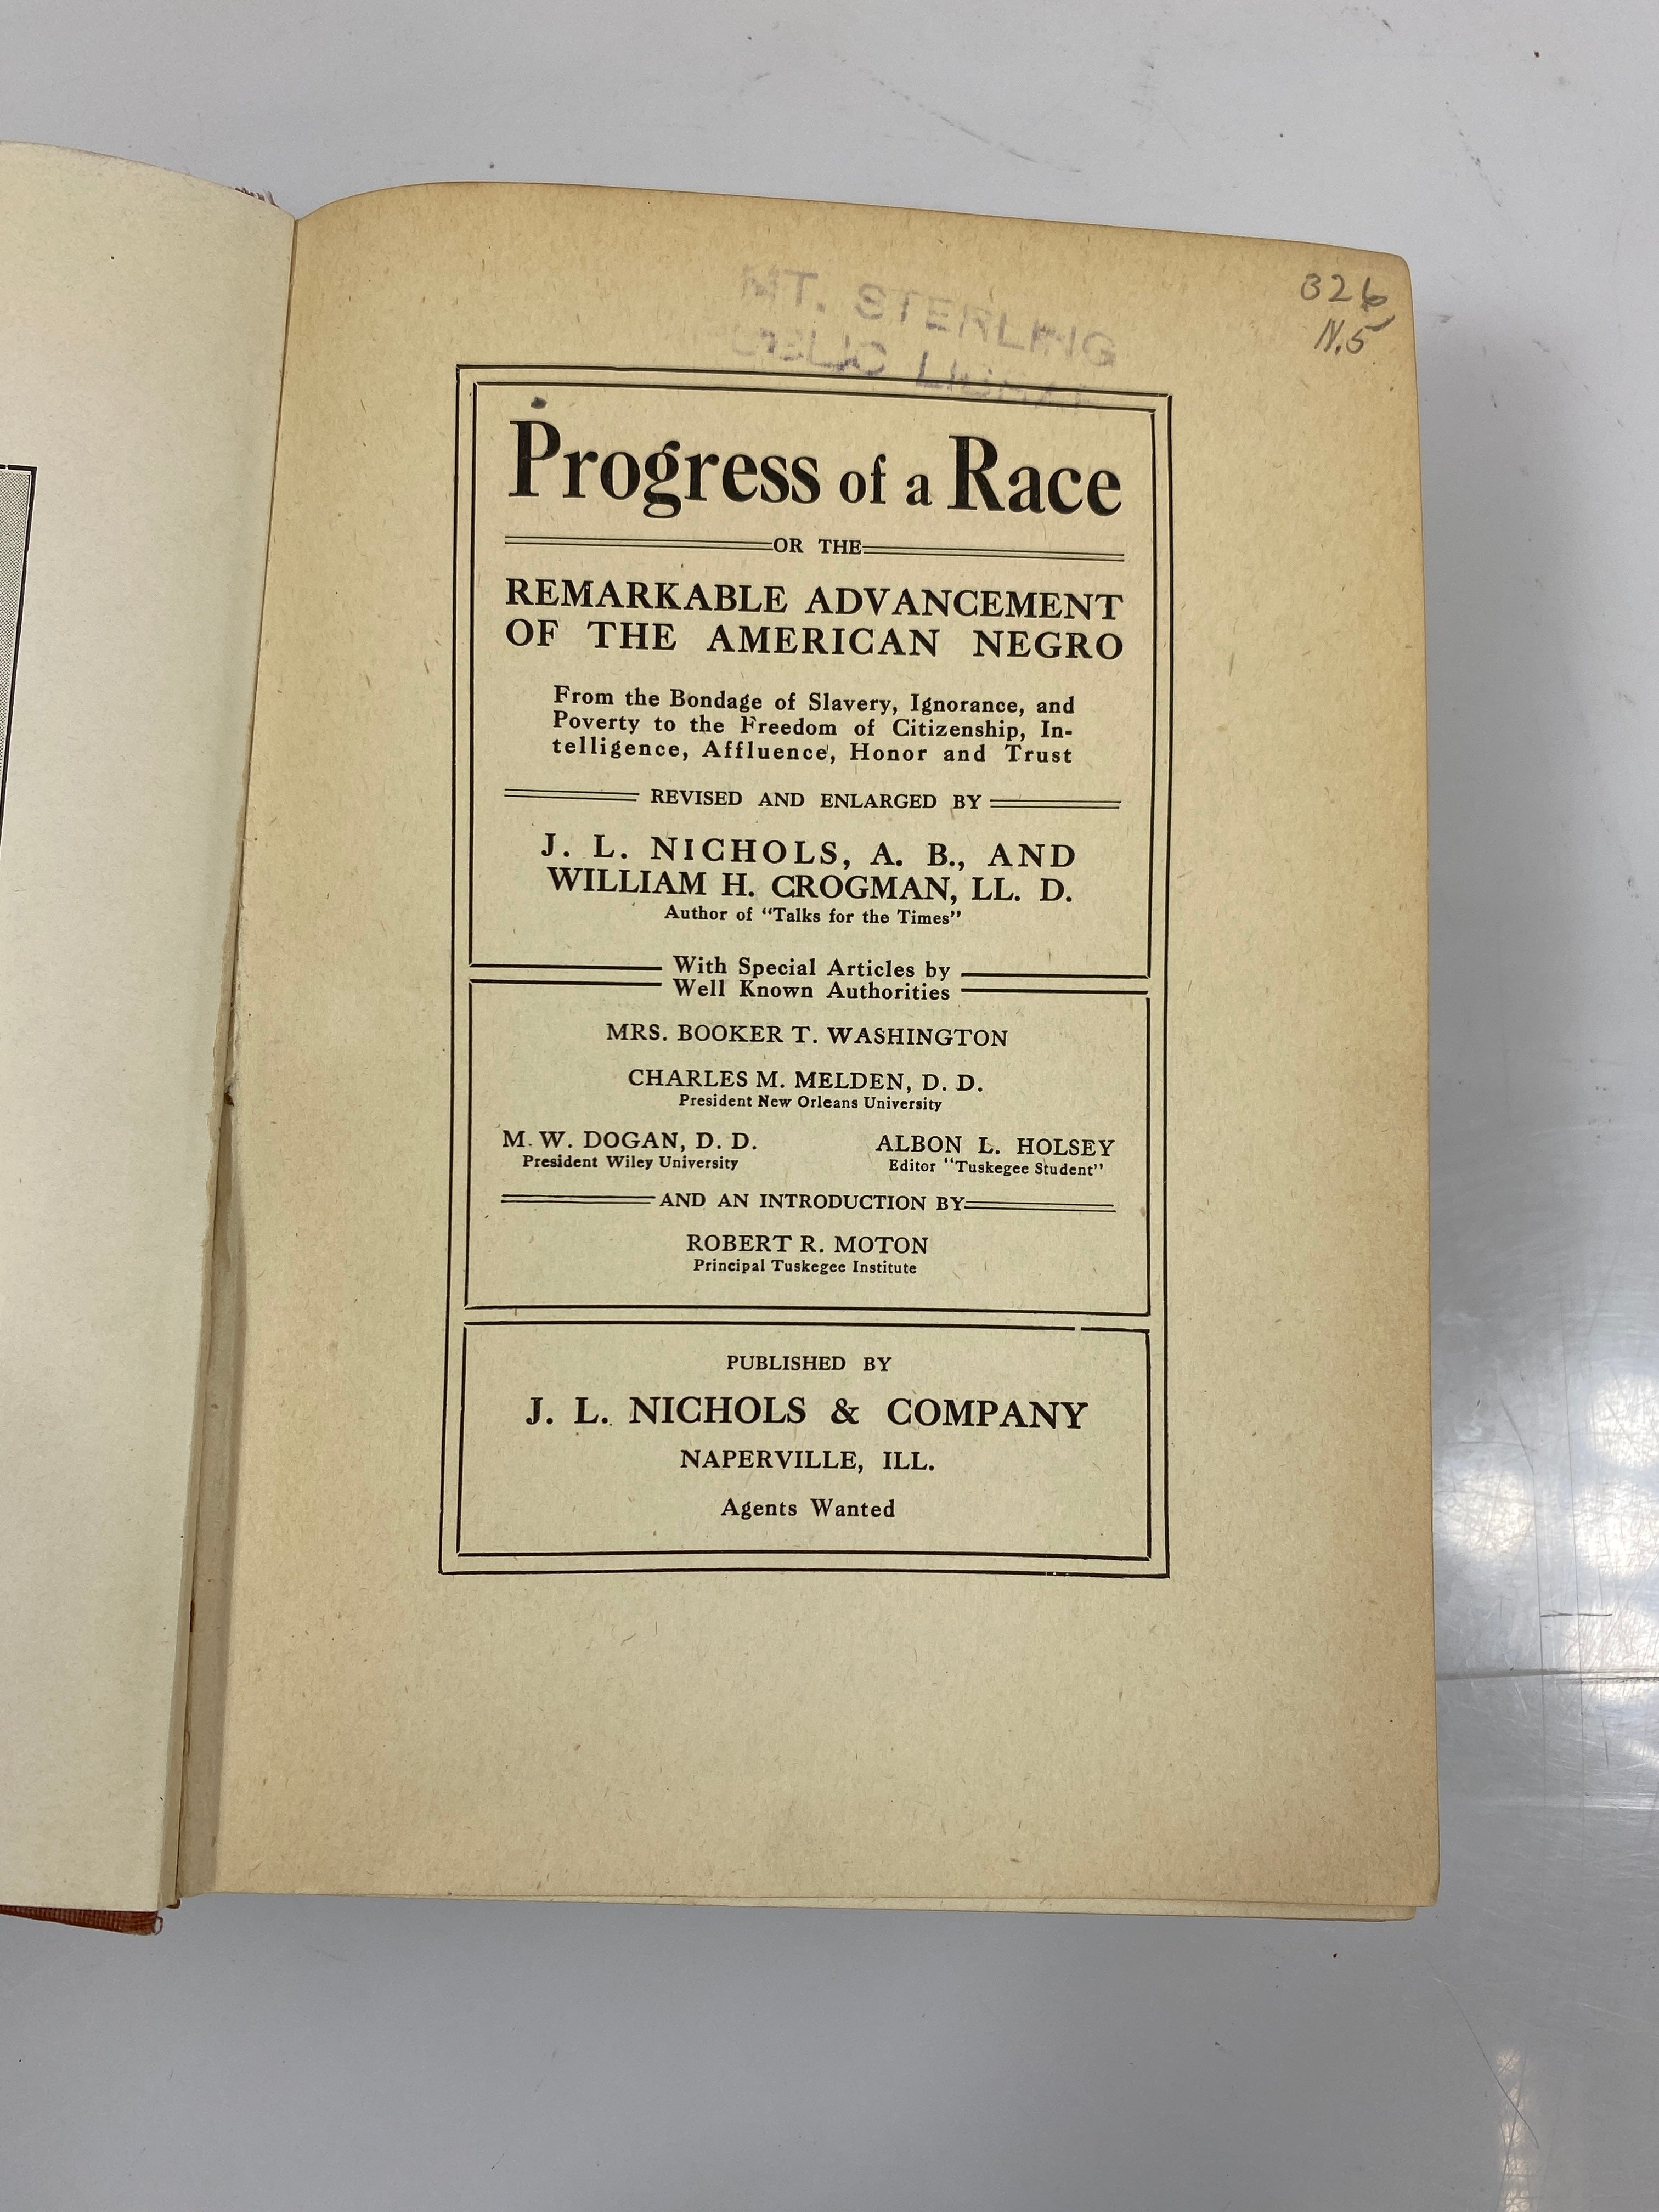 MT. STERLING
326
N.5
Progress of a Race
OR THE
REMARKABLE ADVANCEMENT
OF THE AMERICAN NEGRO
From the Bondage of Slavery, Ignorance, and
Poverty to the Freedom of Citizenship, In-
telligence, Affluence, Honor and Trust
REVISED AND ENLARGED BY
J. L. NICHOLS, A. B., AND
WILLIAM H. CROGMAN, LL. D.
Author of "Talks for the Times"
With Special Articles by
Well Known Authorities
MRS. BOOKER T. WASHINGTON
CHARLES M. MELDEN, D. D.
President New Orleans University
M. W. DOGAN, D. D.
President Wiley University
ALBON L. HOLSEY
Editor "Tuskegee Student"
AND AN INTRODUCTION BY
ROBERT R. MOTON
Principal Tuskegee Institute
PUBLISHED BY
J. L. NICHOLS & COMPANY
NAPERVILLE, ILL.
Agents Wanted